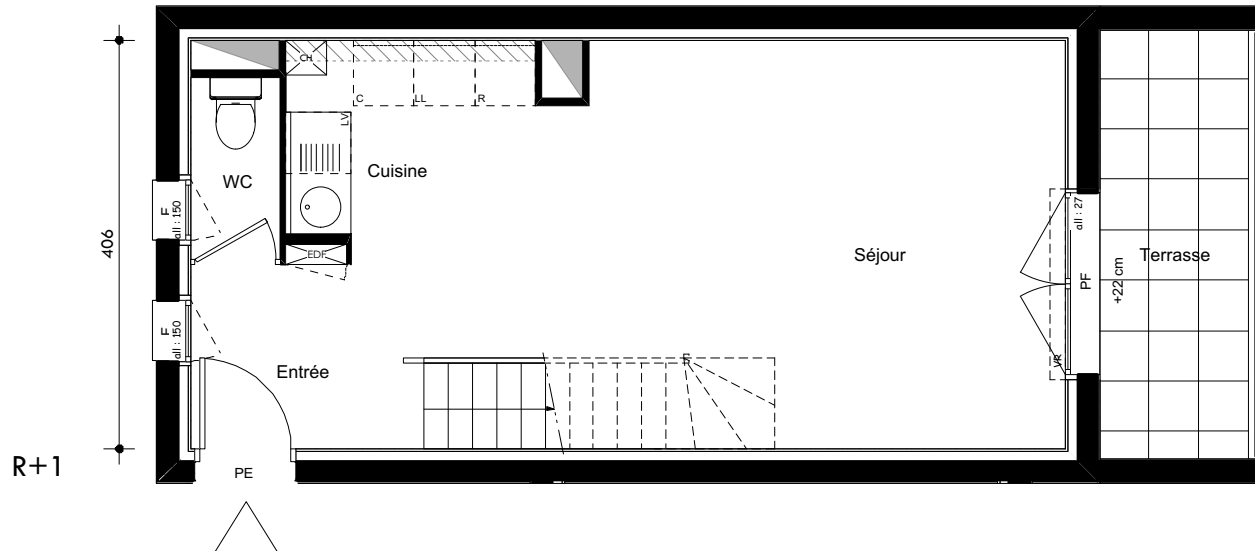 CH
C
LL
R
LV
Cuisine
WC
F
all : 150
406
EDF
Séjour
all : 27
PF
Terrasse
+22 cm
F
all : 150
VR
Entrée
R+1
PE